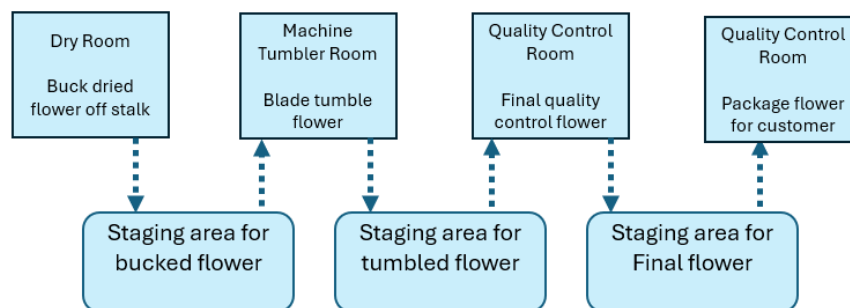 Dry Room
Buck dried
flower off stalk
Machine
Tumbler Room
Blade tumble
flower
Quality Control
Room
Final quality
control flower
Quality Control
Room
Package flower
for customer
Staging area for
bucked flower
Staging area for
tumbled flower
Staging area for
Final flower